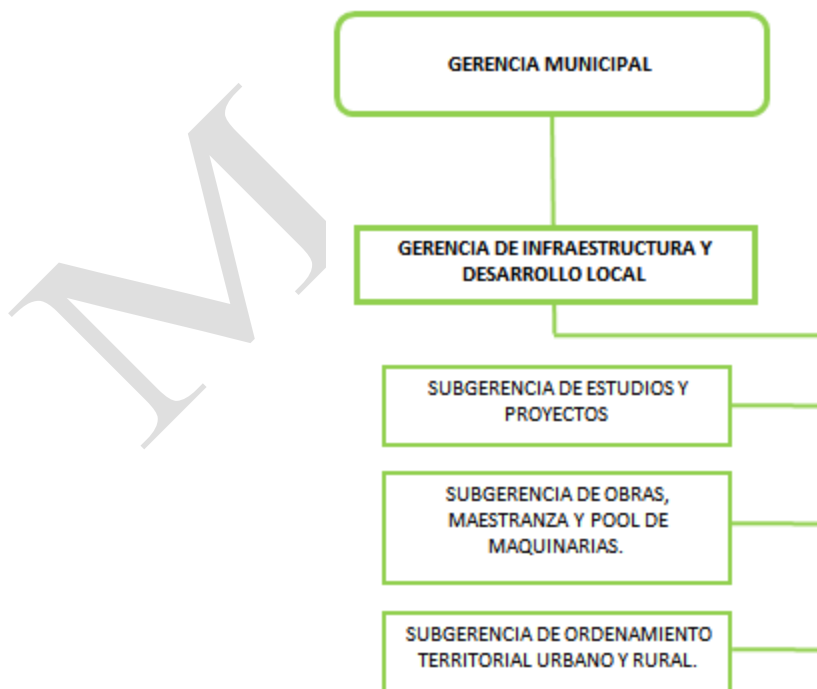 GERENCIA MUNICIPAL
GERENCIA DE INFRAESTRUCTURA Y
DESARROLLO LOCAL
SUBGERENCIA DE ESTUDIOS Y
PROYECTOS
SUBGERENCIA DE OBRAS,
MAESTRANZA Y POOL DE
MAQUINARIAS.
SUBGERENCIA DE ORDENAMIENTO
TERRITORIAL URBANO Y RURAL.
M